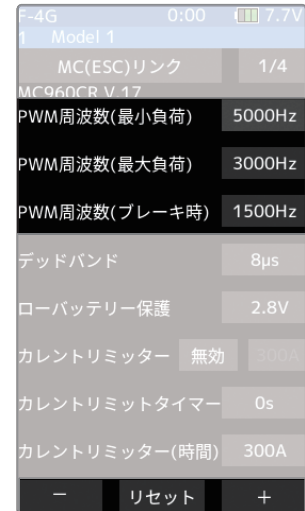 F-4G 0:00 7.7V
1 Model 1
MC(ESC)リンク 1/4
MC960CR V.17
PWM周波数(最小負荷) 5000Hz
PWM周波数(最大負荷) 3000Hz
PWM周波数(ブレーキ時) 1500Hz
デッドバンド 8μs
ローバッテリー保護 2.8V
カレントリミッター 無効 300A
カレントリミットタイマー 0s
カレントリミッター(時間) 300A
− リセット +